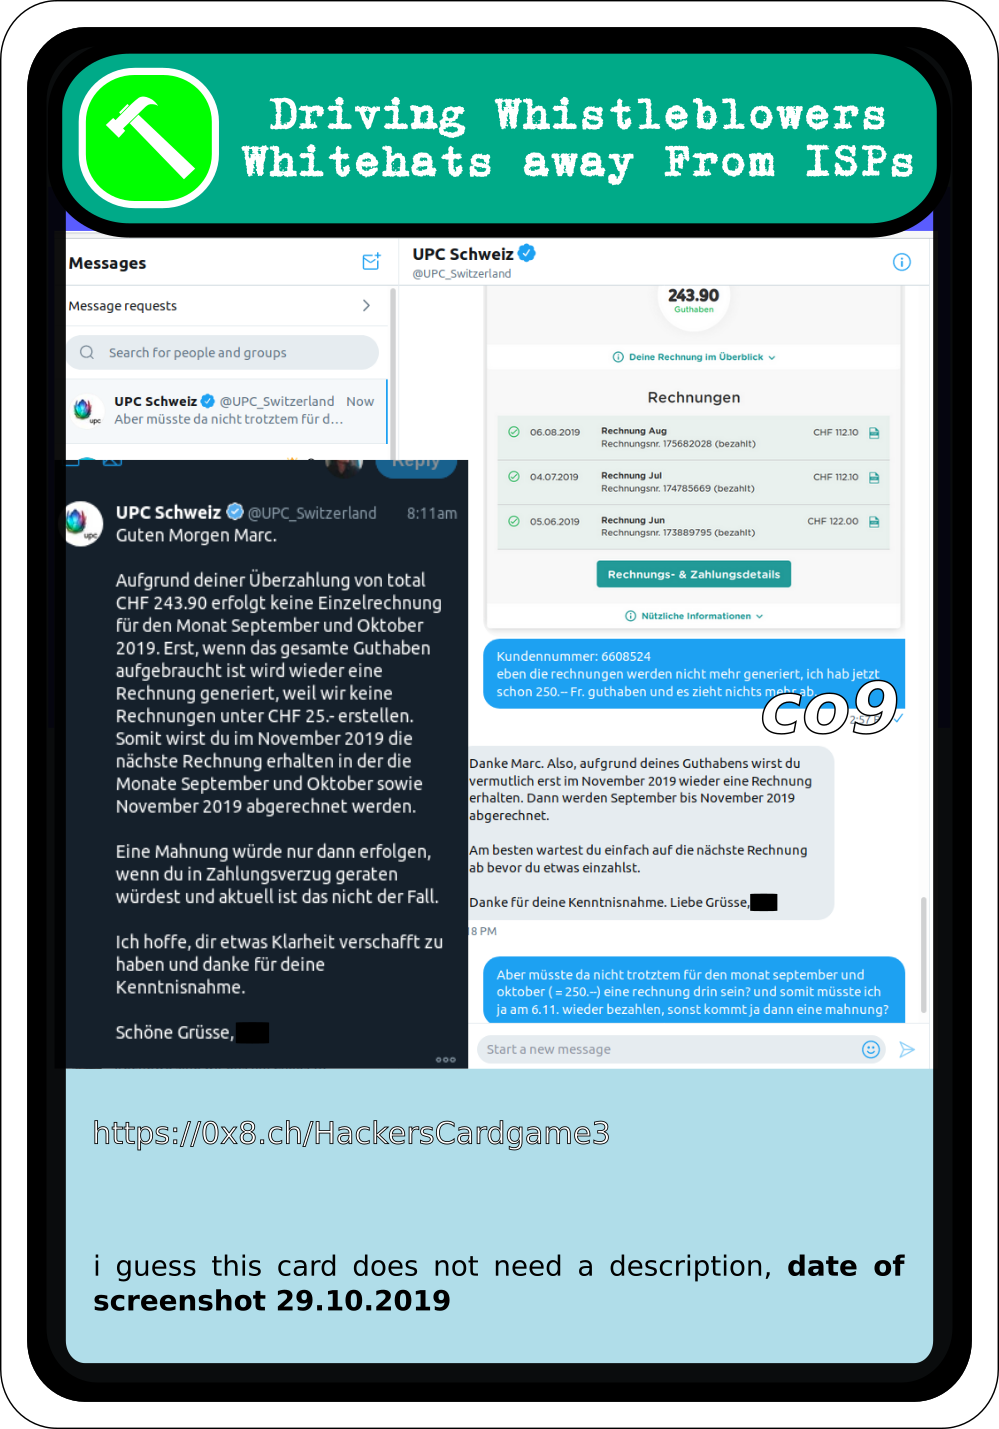 Driving Whistleblowers
Whitehats away From ISPs
Messages
Message requests
Search for people and groups
UPC Schweiz @UPC_Switzerland Now
Aber müsste da nicht trotztem für d...
upc
Reply
UPC Schweiz @UPC_Switzerland 8:11am
upc
Guten Morgen Marc.
Aufgrund deiner Überzahlung von total
CHF 243.90 erfolgt keine Einzelrechnung
für den Monat September und Oktober
2019. Erst, wenn das gesamte Guthaben
aufgebraucht ist wird wieder eine
Rechnung generiert, weil wir keine
Rechnungen unter CHF 25.- erstellen.
Somit wirst du im November 2019 die
nächste Rechnung erhalten in der die
Monate September und Oktober sowie
November 2019 abgerechnet werden.
Eine Mahnung würde nur dann erfolgen,
wenn du in Zahlungsverzug geraten
würdest und aktuell ist das nicht der Fall.
Ich hoffe, dir etwas Klarheit verschafft zu
haben und danke für deine
Kenntnisnahme.
Schöne Grüsse,
UPC Schweiz
@UPC_Switzerland
243.90
Guthaben
Deine Rechnung im Überblick
Rechnungen
06.08.2019 Rechnung Aug CHF 112.10
Rechnungsnr. 175682028 (bezahlt)
04.07.2019 Rechnung Jul CHF 112.10
Rechnungsnr. 174785669 (bezahlt)
05.06.2019 Rechnung Jun CHF 122.00
Rechnungsnr. 173889795 (bezahlt)
Rechnungs- & Zahlungsdetails
Nützliche Informationen
Kundennummer: 6608524
eben die rechnungen werden nicht mehr generiert, ich hab jetzt
schon 250.-- Fr. guthaben und es zieht nichts mehr ab.
co9
2:57
Danke Marc. Also, aufgrund deines Guthabens wirst du
vermutlich erst im November 2019 wieder eine Rechnung
erhalten. Dann werden September bis November 2019
abgerechnet.
Am besten wartest du einfach auf die nächste Rechnung
ab bevor du etwas einzahlst.
Danke für deine Kenntnisnahme. Liebe Grüsse,
8 PM
Aber müsste da nicht trotztem für den monat september und
oktober ( = 250.--) eine rechnung drin sein? und somit müsste ich
ja am 6.11. wieder bezahlen, sonst kommt ja dann eine mahnung?
Start a new message
https://0x8.ch/HackersCardgame3
i guess this card does not need a description, date of
screenshot 29.10.2019